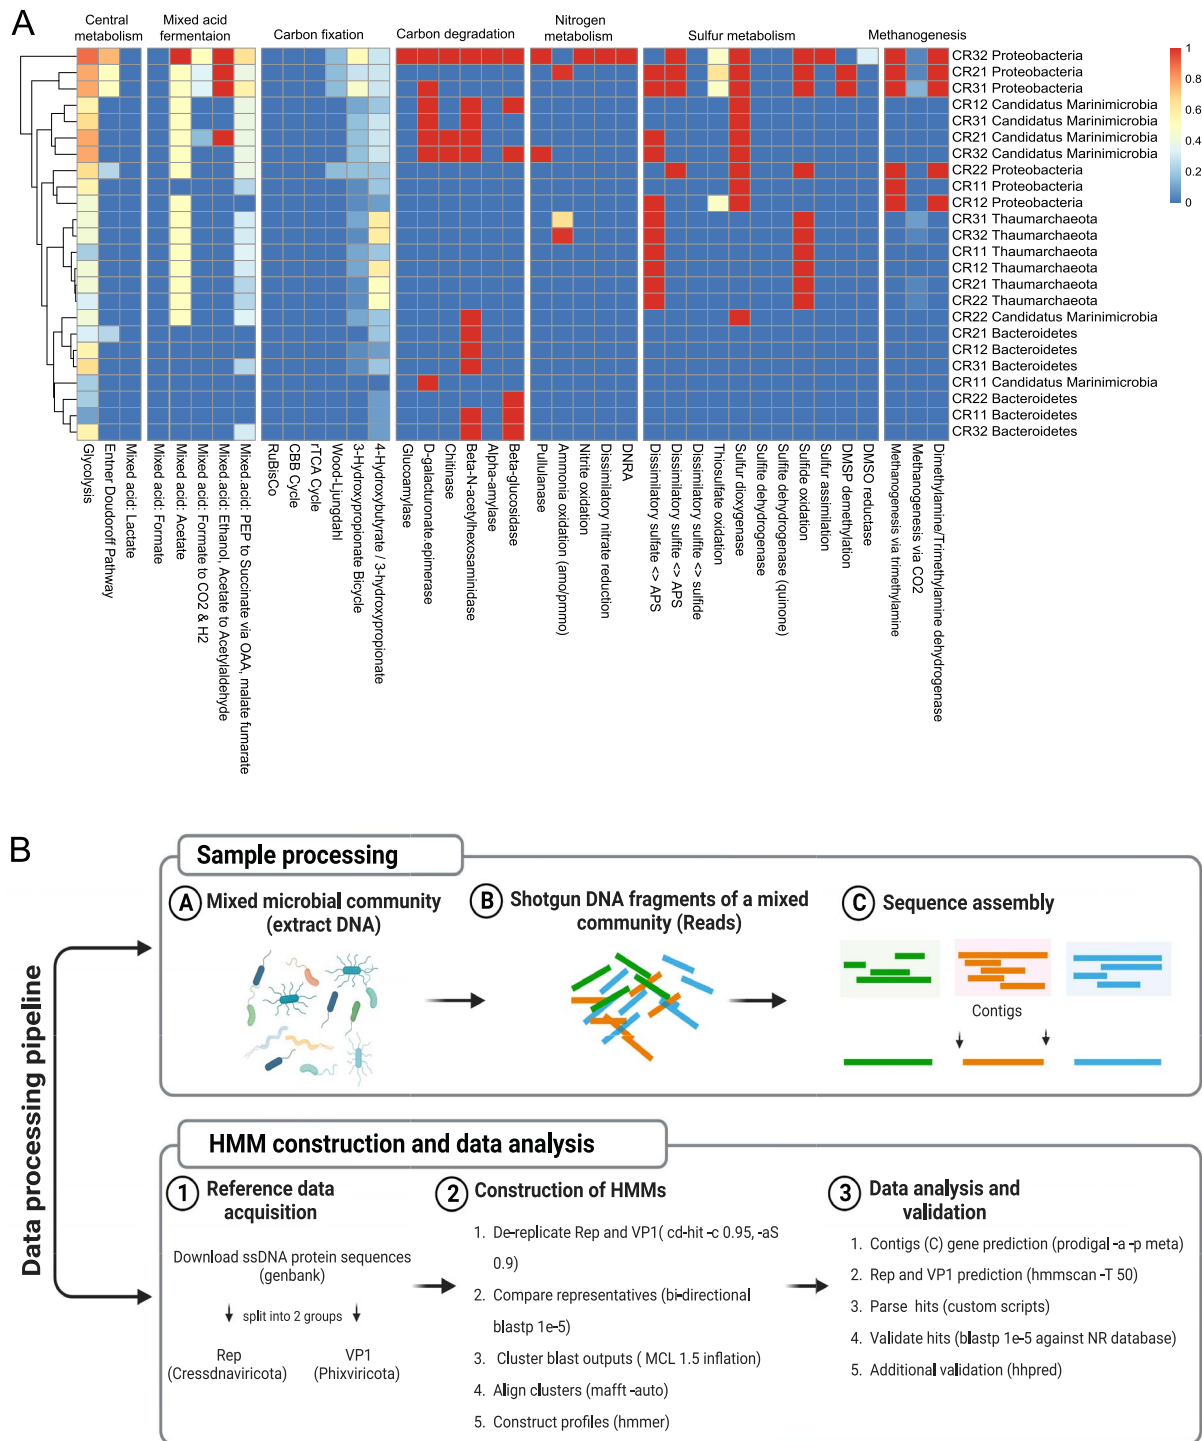 A
Central
metabolism
Mixed acid
fermentaion
Carbon fixation
Carbon degradation
Nitrogen
metabolism
Sulfur metabolism
Methanogenesis
1
0.8
0.6
0.4
0.2
0
CR32 Proteobacteria
CR21 Proteobacteria
CR31 Proteobacteria
CR12 Candidatus Marinimicrobia
CR31 Candidatus Marinimicrobia
CR21 Candidatus Marinimicrobia
CR32 Candidatus Marinimicrobia
CR22 Proteobacteria
CR11 Proteobacteria
CR12 Proteobacteria
CR31 Thaumarchaeota
CR32 Thaumarchaeota
CR11 Thaumarchaeota
CR12 Thaumarchaeota
CR21 Thaumarchaeota
CR22 Thaumarchaeota
CR22 Candidatus Marinimicrobia
CR21 Bacteroidetes
CR12 Bacteroidetes
CR31 Bacteroidetes
CR11 Candidatus Marinimicrobia
CR22 Bacteroidetes
CR11 Bacteroidetes
CR32 Bacteroidetes
Glycolysis
Entner Doudoroff Pathway
Mixed acid: Lactate
Mixed acid: Formate
Mixed acid: Acetate
Mixed acid: Formate to CO2 & H2
Mixed.acid: Ethanol, Acetate to Acetylaldehyde
Mixed.acid: PEP to Succinate via OAA, malate fumarate
RuBisCo
CBB Cycle
rTCA Cycle
Wood-Ljungdahl
3-Hydroxypropionate Bicycle
4-Hydroxybutyrate / 3-hydroxypropionate
Glucoamylase
D-galacturonate.epimerase
Chitinase
Beta-N-acetylhexosaminidase
Alpha-amylase
Beta-glucosidase
Pullulanase
Ammonia oxidation (amo/pmmo)
Nitrite oxidation
Dissimilatory nitrate reduction
DNRA
Dissimilatory sulfate <> APS
Dissimilatory sulfite <> APS
Dissimilatory sulfite <> sulfide
Thiosulfate oxidation
Sulfur dioxygenase
Sulfite dehydrogenase
Sulfite dehydrogenase (quinone)
Sulfide oxidation
Sulfur assimilation
DMSP demethylation
DMSO reductase
Methanogenesis via trimethylamine
Methanogenesis via CO2
Dimethylamine/Trimethylamine dehydrogenase
B
Data processing pipeline
Sample processing
A Mixed microbial community
(extract DNA)
B Shotgun DNA fragments of a mixed
community (Reads)
C Sequence assembly
Contigs
HMM construction and data analysis
1 Reference data
acquisition
Download ssDNA protein sequences
(genbank)
split into 2 groups
Rep
(Cressdnaviricota)
VP1
(Phixviricota)
2 Construction of HMMs
1. De-replicate Rep and VP1( cd-hit -c 0.95, -aS
0.9)
2. Compare representatives (bi-directional
blastp 1e-5)
3. Cluster blast outputs ( MCL 1.5 inflation)
4. Align clusters (mafft -auto)
5. Construct profiles (hmmer)
3 Data analysis and
validation
1. Contigs (C) gene prediction (prodigal -a -p meta)
2. Rep and VP1 prediction (hmmscan -T 50)
3. Parse hits (custom scripts)
4. Validate hits (blastp 1e-5 against NR database)
5. Additional validation (hhpred)